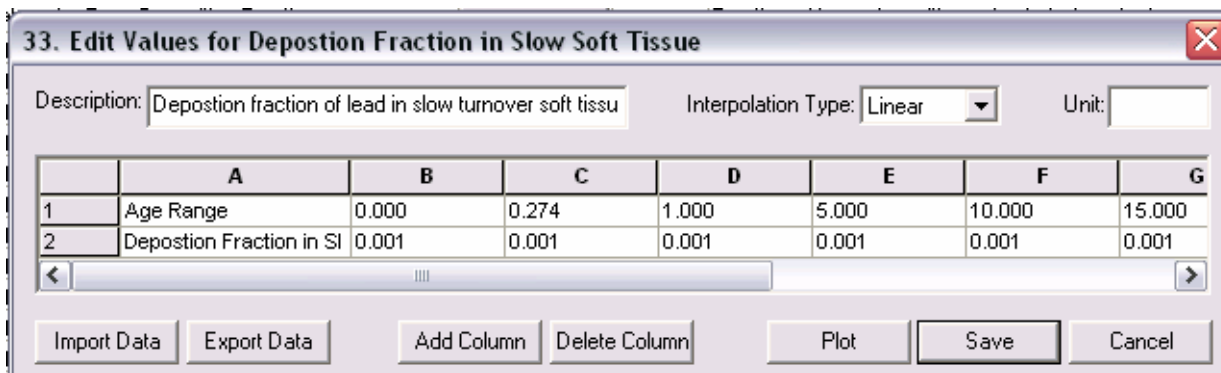 33. Edit Values for Depostion Fraction in Slow Soft Tissue
Description: Depostion fraction of lead in slow turnover soft tissu Interpolation Type: Linear Unit:
A B C D E F G
1 Age Range 0.000 0.274 1.000 5.000 10.000 15.000
2 Depostion Fraction in Sl 0.001 0.001 0.001 0.001 0.001 0.001
Import Data Export Data Add Column Delete Column Plot Save Cancel